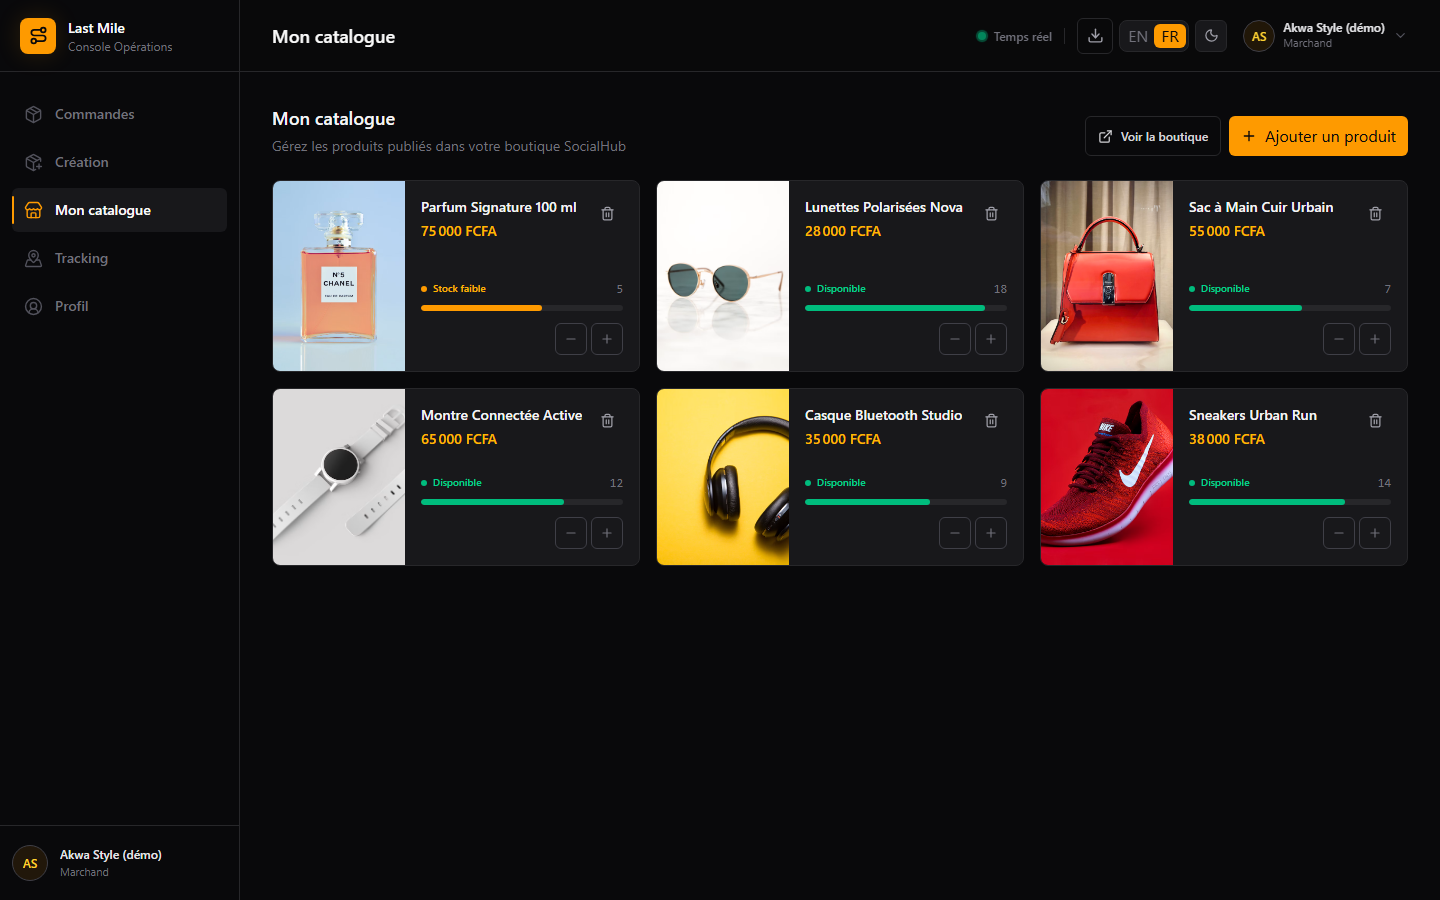 Last Mile
Console Opérations
Mon catalogue
Temps réel
EN FR
AS
Akwa Style (démo)
Marchand
Commandes
Création
Mon catalogue
Tracking
Profil
Mon catalogue
Gérez les produits publiés dans votre boutique SocialHub
Voir la boutique
+ Ajouter un produit
N°5
CHANEL
EAU DE PARFUM
Parfum Signature 100 ml
75 000 FCFA
Stock faible 5
Lunettes Polarisées Nova
28 000 FCFA
Disponible 18
Sac à Main Cuir Urbain
55 000 FCFA
Disponible 7
Montre Connectée Active
65 000 FCFA
Disponible 12
Casque Bluetooth Studio
35 000 FCFA
Disponible 9
NIKE
Sneakers Urban Run
38 000 FCFA
Disponible 14
AS
Akwa Style (démo)
Marchand